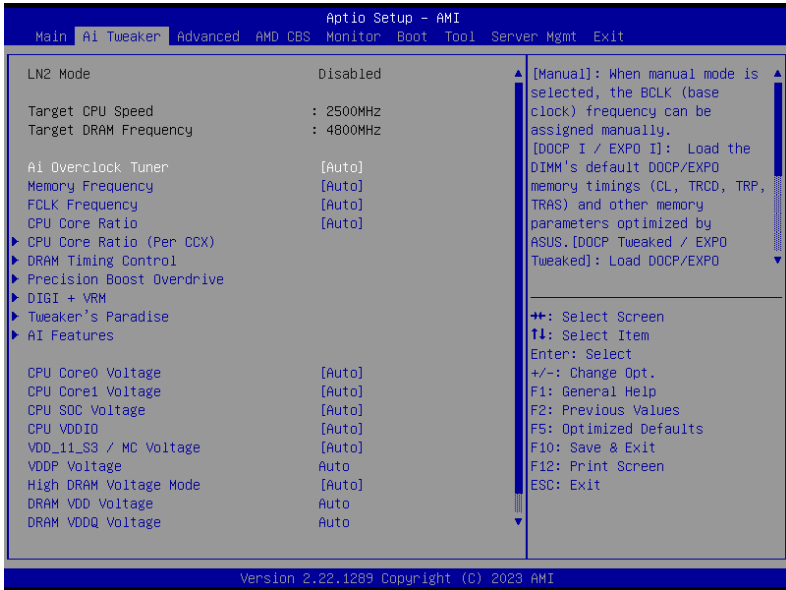 Aptio Setup – AMI
Main Ai Tweaker Advanced AMD CBS Monitor Boot Tool Server Mgmt Exit
LN2 Mode Disabled
Target CPU Speed : 2500MHz
Target DRAM Frequency : 4800MHz
Ai Overclock Tuner [Auto]
Memory Frequency [Auto]
FCLK Frequency [Auto]
CPU Core Ratio [Auto]
CPU Core Ratio (Per CCX)
DRAM Timing Control
Precision Boost Overdrive
DIGI + VRM
Tweaker's Paradise
AI Features
CPU Core0 Voltage [Auto]
CPU Core1 Voltage [Auto]
CPU SOC Voltage [Auto]
CPU VDDIO [Auto]
VDD_11_S3 / MC Voltage [Auto]
VDDP Voltage Auto
High DRAM Voltage Mode [Auto]
DRAM VDD Voltage Auto
DRAM VDDQ Voltage Auto
[Manual]: When manual mode is
selected, the BCLK (base
clock) frequency can be
assigned manually.
[DOCP I / EXPO I]: Load the
DIMM's default DOCP/EXPO
memory timings (CL, TRCD, TRP,
TRAS) and other memory
parameters optimized by
ASUS.[DOCP Tweaked / EXPO
Tweaked]: Load DOCP/EXPO
→←: Select Screen
↑↓: Select Item
Enter: Select
+/-: Change Opt.
F1: General Help
F2: Previous Values
F5: Optimized Defaults
F10: Save & Exit
F12: Print Screen
ESC: Exit
Version 2.22.1289 Copyright (C) 2023 AMI